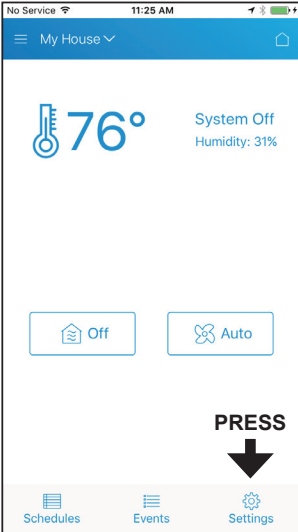 No Service 11:25 AM
My House
76°
System Off
Humidity: 31%
Off
Auto
PRESS
Schedules Events Settings